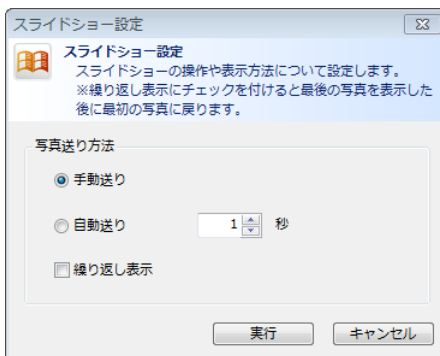 スライドショー設定
スライドショー設定
スライドショーの操作や表示方法について設定します。
※繰り返し表示にチェックを付けると最後の写真を表示した
後に最初の写真に戻ります。
写真送り方法
手動送り
自動送り 1 秒
繰り返し表示
実行 キャンセル